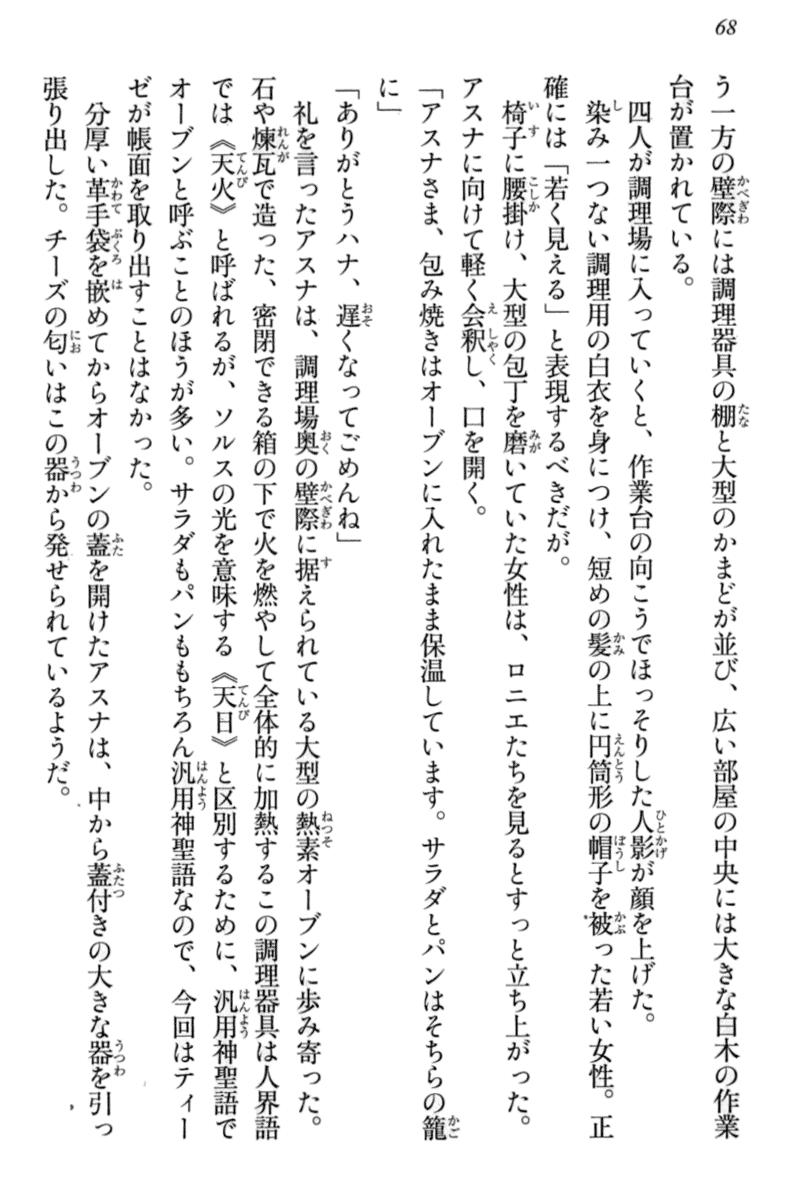 68
う一方の壁際には調理器具の棚と大型のかまどが並び、広い部屋の中央には大きな白木の作業
台が置かれている。
四人が調理場に入っていくと、作業台の向こうでほっそりした人影が顔を上げた。
染み一つない調理用の白衣を身につけ、短めの髪の上に円筒形の帽子を被った若い女性。正
確には「若く見える」と表現するべきだが。
椅子に腰掛け、大型の包丁を磨いていた女性は、ロニエたちを見るとすっと立ち上がった。
アスナに向けて軽く会釈し、口を開く。
「アスナさま、包み焼きはオーブンに入れたまま保温しています。サラダとパンはそちらの籠
に」
「ありがとうハナ、遅くなってごめんね」
礼を言ったアスナは、調理場奥の壁際に据えられている大型の熱素オーブンに歩み寄った。
石や煉瓦で造った、密閉できる箱の下で火を燃やして全体的に加熱するこの調理器具は人界語
では《天火》と呼ばれるが、ソルスの光を意味する《天日》と区別するために、汎用神聖語で
オーブンと呼ぶことのほうが多い。サラダもパンももちろん汎用神聖語なので、今回はティー
ゼが帳面を取り出すことはなかった。
分厚い革手袋を嵌めてからオーブンの蓋を開けたアスナは、中から蓋付きの大きな器を引っ
張り出した。チーズの匂いはこの器から発せられているようだ。